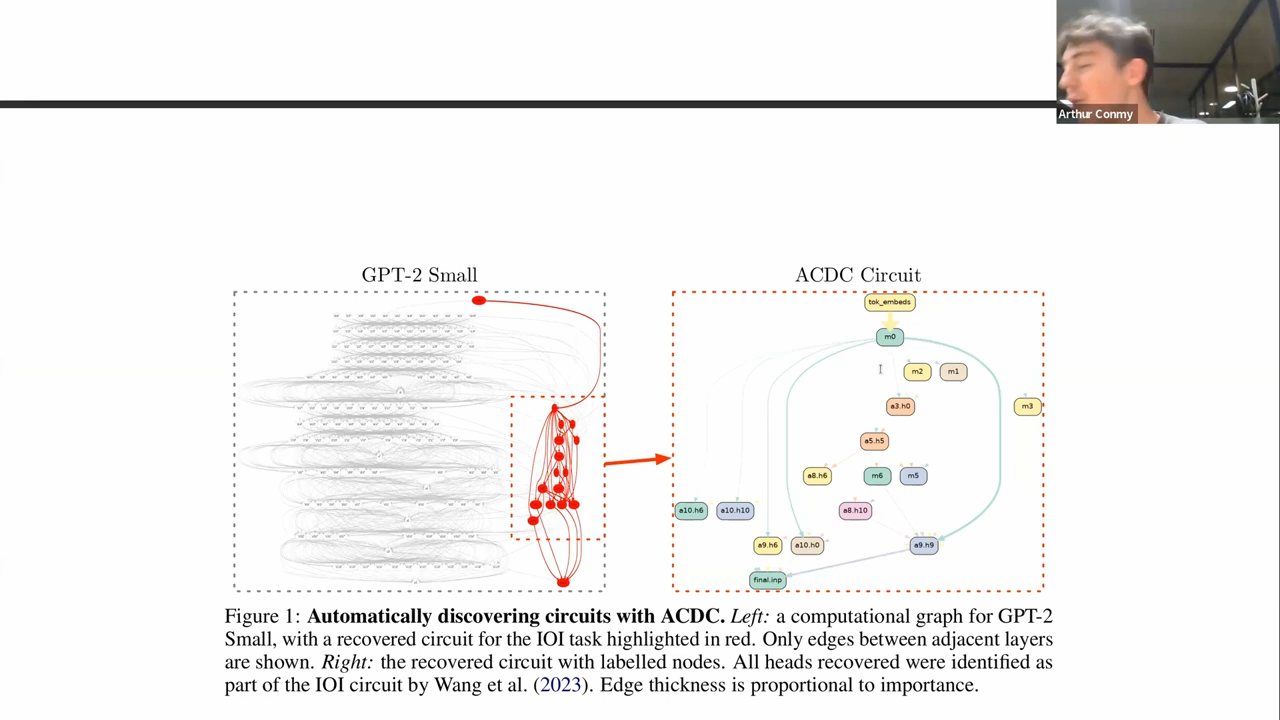 Arthur Conmy
GPT-2 Small
ACDC Circuit
tok_embeds
m0
m2
m1
a3.h0
m3
a5.h5
a8.h6
m6
m5
a10.h6
a10.h10
a8.h10
a9.h6
a10.h0
a9.h9
final.inp
Figure 1: Automatically discovering circuits with ACDC. Left: a computational graph for GPT-2
Small, with a recovered circuit for the IOI task highlighted in red. Only edges between adjacent layers
are shown. Right: the recovered circuit with labelled nodes. All heads recovered were identified as
part of the IOI circuit by Wang et al. (2023). Edge thickness is proportional to importance.